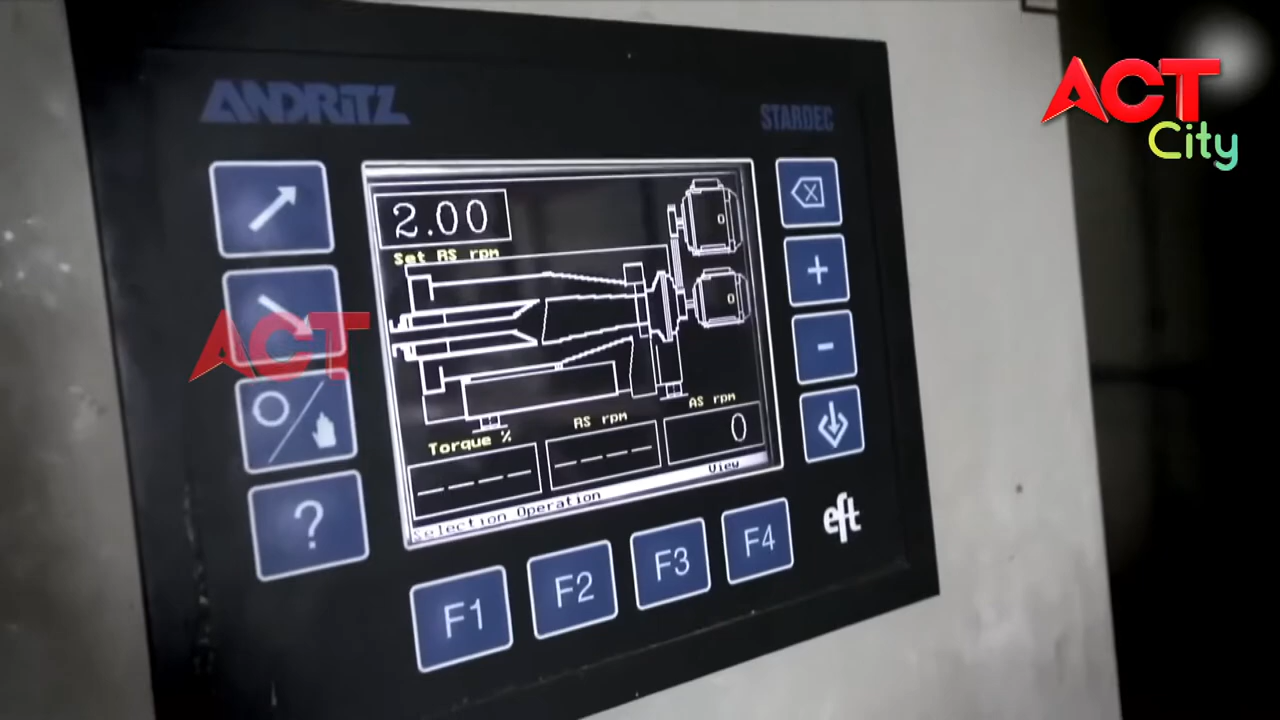 ACT
City
ANDRITZ
STARDEC
2.00
Set RS rpm
ACT
Torque %
RS rpm
AS rpm
----
----
0
Selection Operation
View
+
-
?
F1
F2
F3
F4
eft